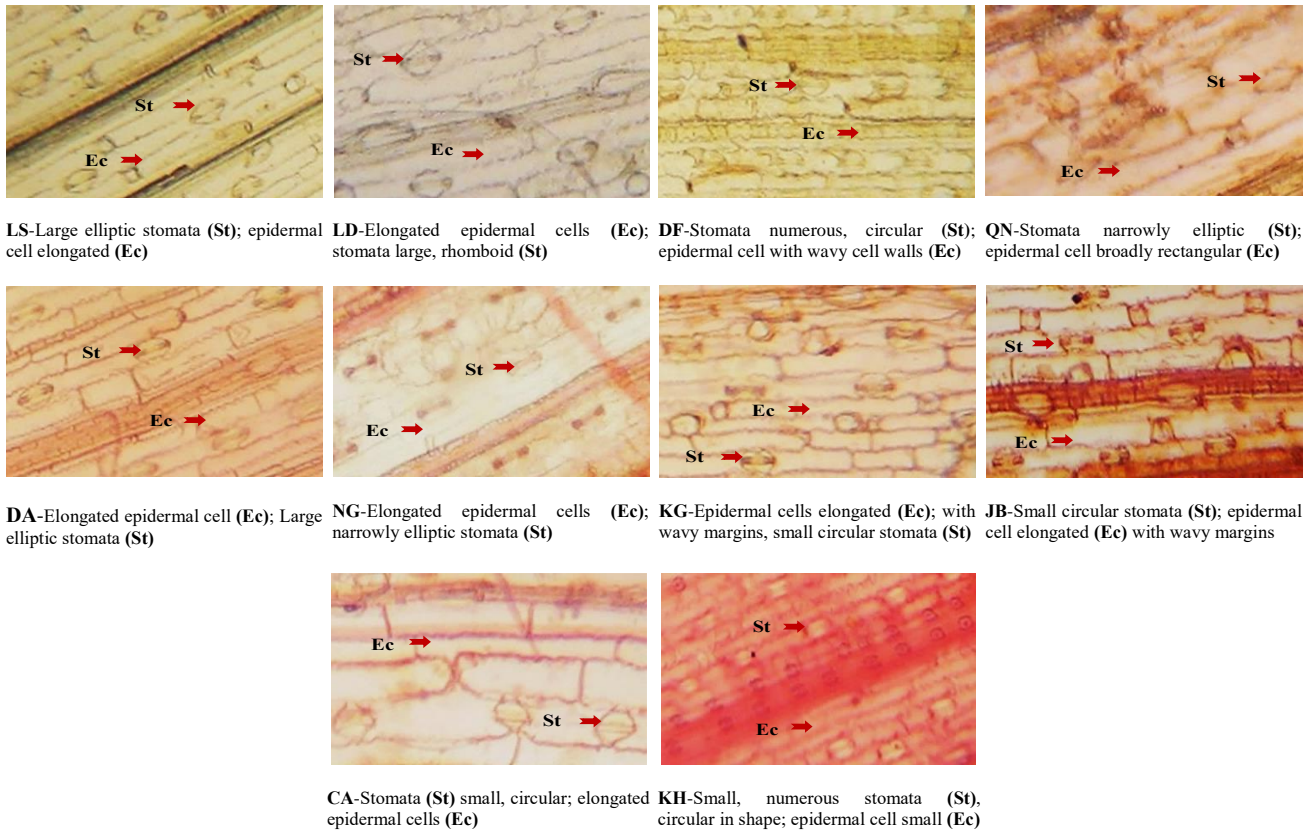 St
Ec
St
Ec
St
Ec
St
Ec
LS-Large elliptic stomata (St); epidermal
cell elongated (Ec)
LD-Elongated epidermal cells (Ec);
stomata large, rhomboid (St)
DF-Stomata numerous, circular (St);
epidermal cell with wavy cell walls (Ec)
QN-Stomata narrowly elliptic (St);
epidermal cell broadly rectangular (Ec)
St
Ec
St
Ec
Ec
St
St
Ec
DA-Elongated epidermal cell (Ec); Large
elliptic stomata (St)
NG-Elongated epidermal cells (Ec);
narrowly elliptic stomata (St)
KG-Epidermal cells elongated (Ec); with
wavy margins, small circular stomata (St)
JB-Small circular stomata (St); epidermal
cell elongated (Ec) with wavy margins
Ec
St
St
Ec
CA-Stomata (St) small, circular; elongated
epidermal cells (Ec)
KH-Small, numerous stomata (St),
circular in shape; epidermal cell small (Ec)